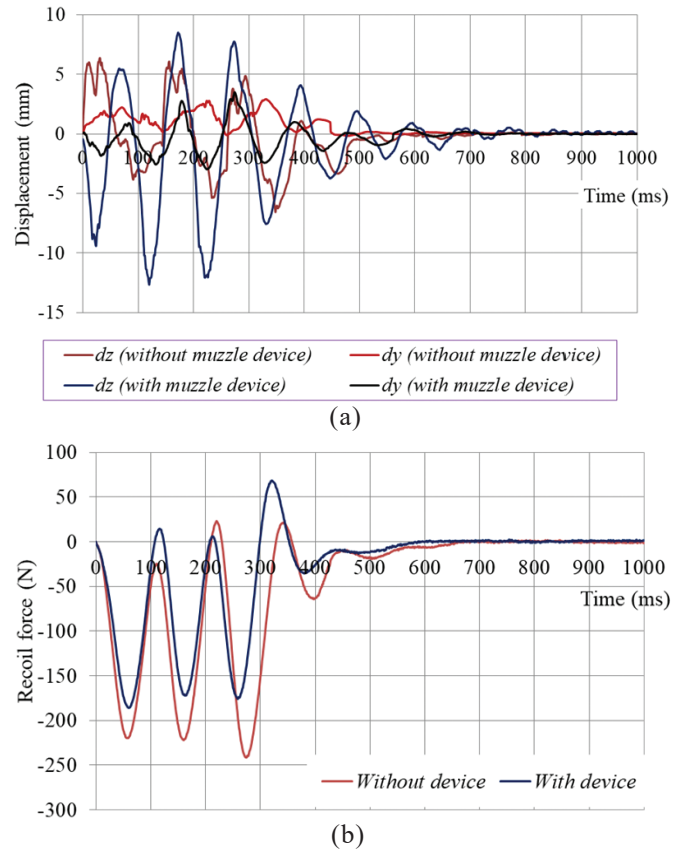 10
5
0
-5
-10
-15
Displacement (mm)
0 100 200 300 400 500 600 700 800 900 1000
Time (ms)
dz (without muzzle device) dy (without muzzle device)
dz (with muzzle device) dy (with muzzle device)
(a)
100
50
0
-50
-100
-150
-200
-250
-300
Recoil force (N)
0 100 200 300 400 500 600 700 800 900 1000
Time (ms)
Without device With device
(b)